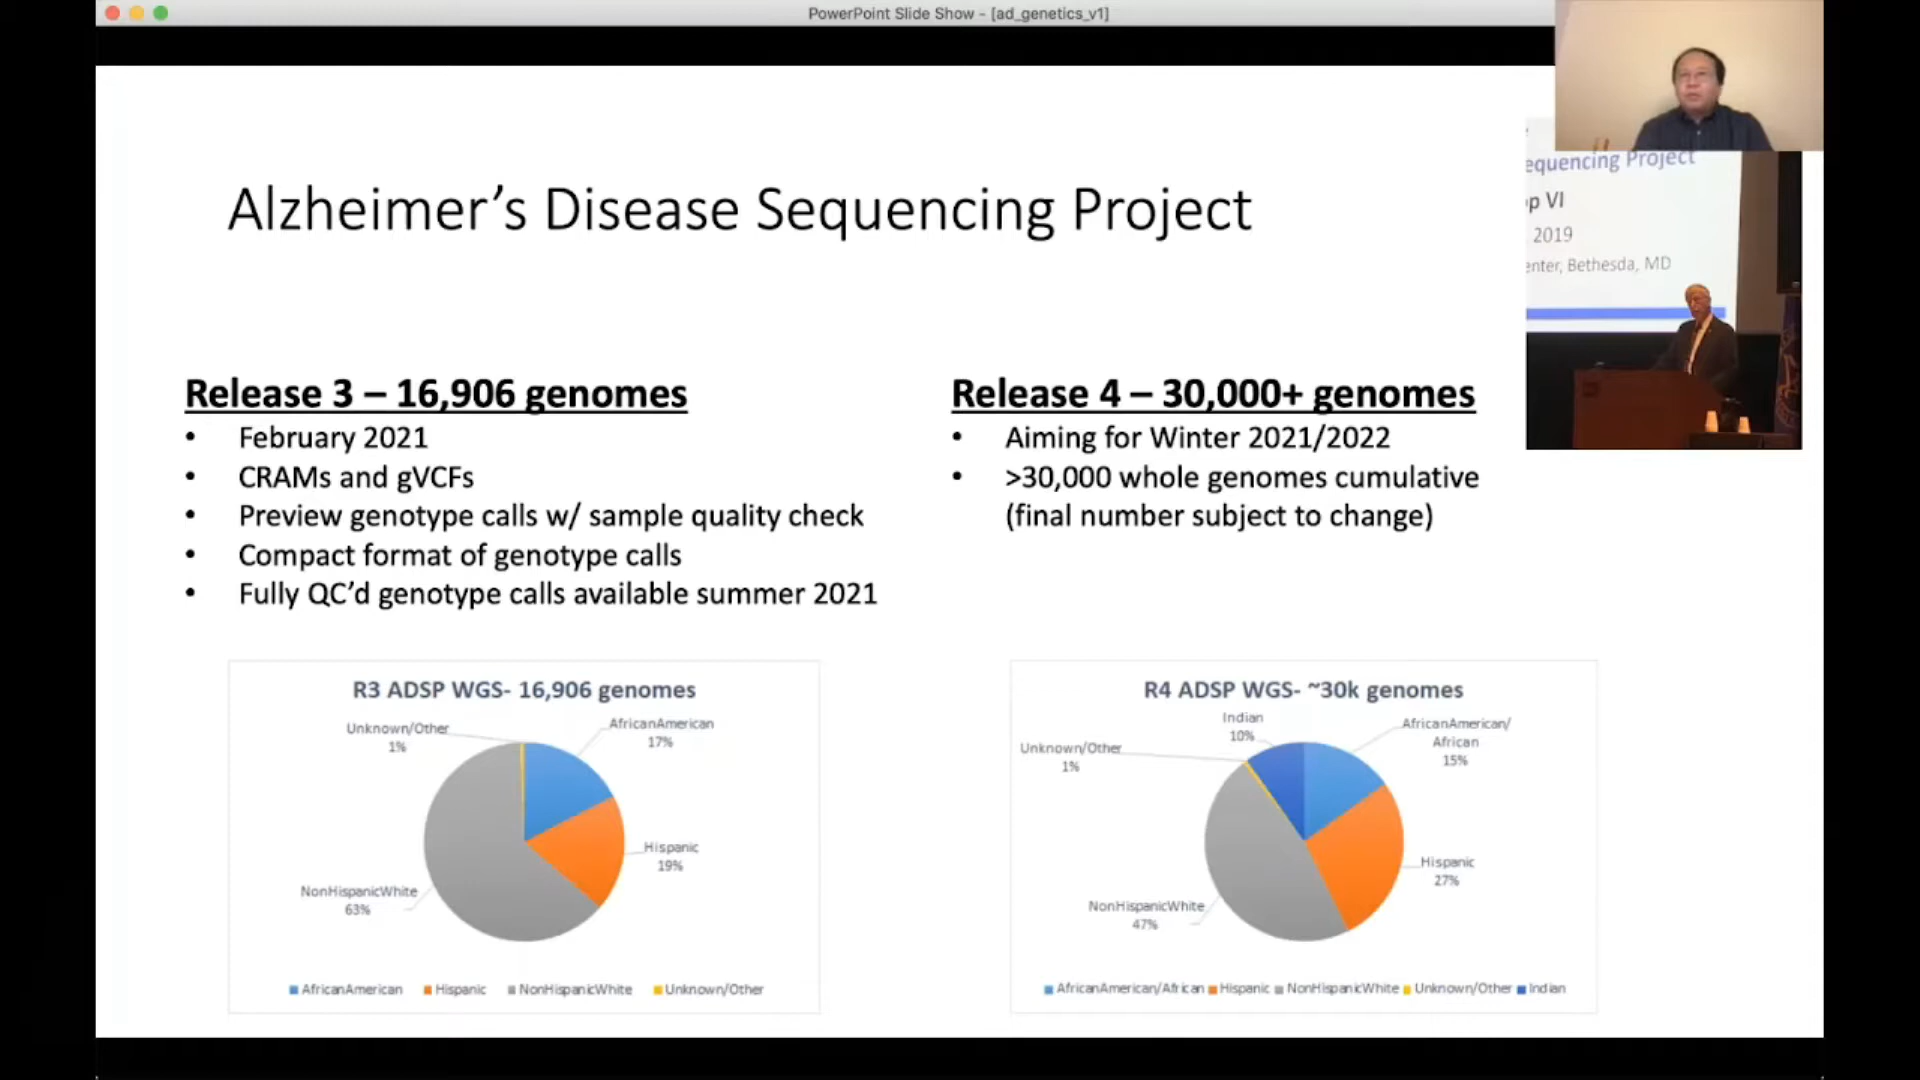 PowerPoint Slide Show - [ad_genetics_v1]
equencing Project
op VI
2019
enter, Bethesda, MD
Alzheimer's Disease Sequencing Project
Release 3 – 16,906 genomes
• February 2021
• CRAMs and gVCFs
• Preview genotype calls w/ sample quality check
• Compact format of genotype calls
• Fully QC'd genotype calls available summer 2021
Release 4 – 30,000+ genomes
• Aiming for Winter 2021/2022
• >30,000 whole genomes cumulative
(final number subject to change)
R3 ADSP WGS- 16,906 genomes
Unknown/Other
1%
AfricanAmerican
17%
Hispanic
19%
NonHispanicWhite
63%
AfricanAmerican Hispanic NonHispanicWhite Unknown/Other
R4 ADSP WGS- ~30k genomes
Indian
10%
AfricanAmerican/
African
15%
Unknown/Other
1%
Hispanic
27%
NonHispanicWhite
47%
AfricanAmerican/African Hispanic NonHispanicWhite Unknown/Other Indian